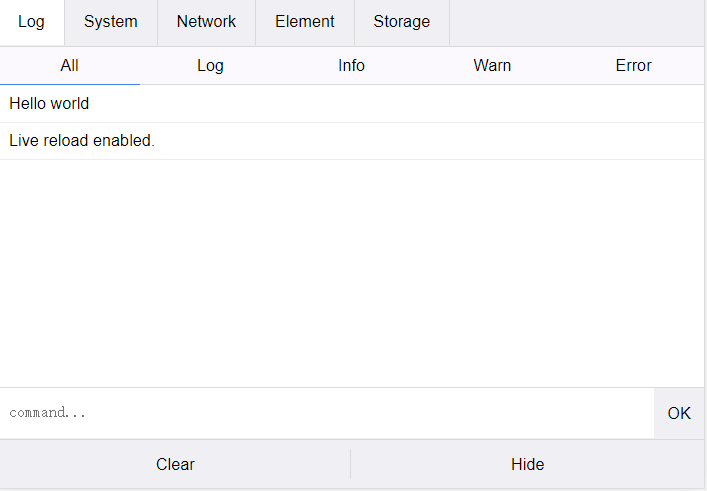 Log System Network Element Storage
All Log Info Warn Error
Hello world
Live reload enabled.
command...
OK
Clear Hide